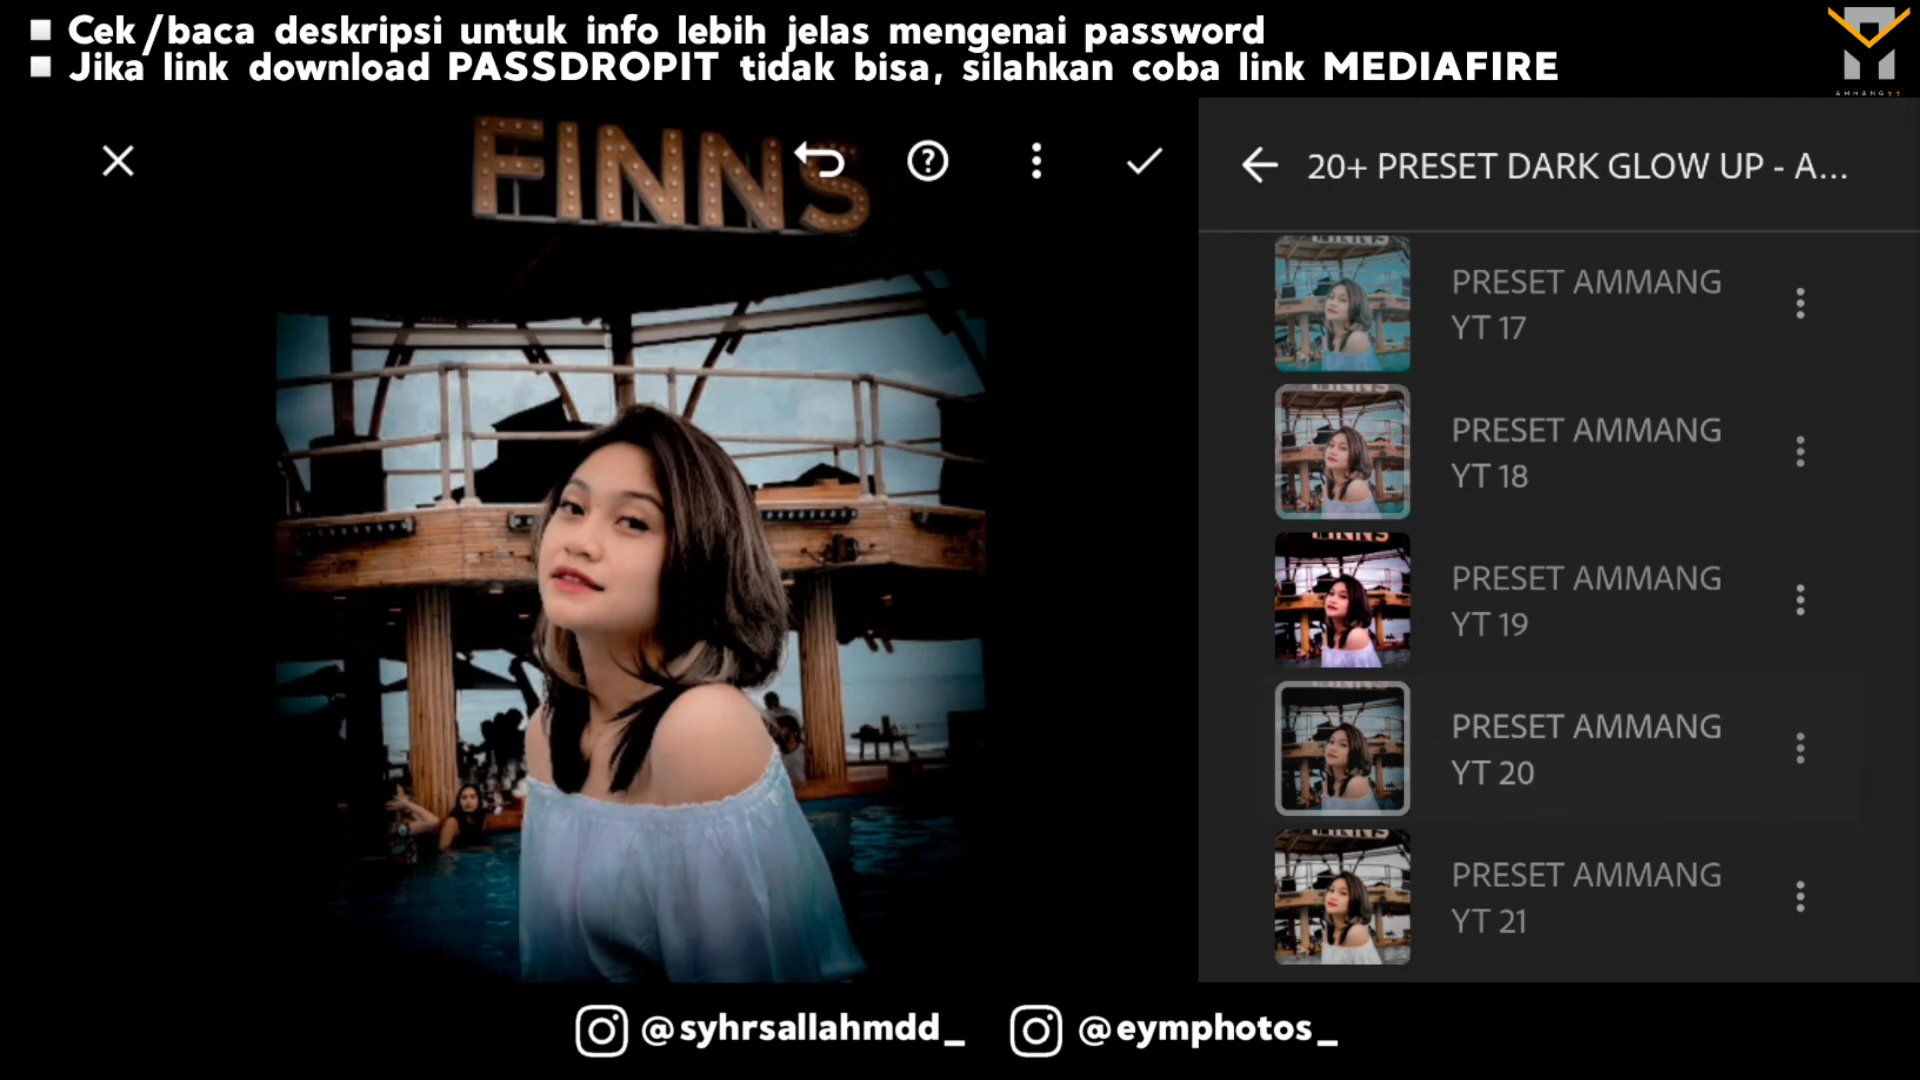 Cek/baca deskripsi untuk info lebih jelas mengenai password
Jika link download PASSDROPIT tidak bisa, silahkan coba link MEDIAFIRE
AMMANGYT
FINNS
20+ PRESET DARK GLOW UP - A...
PRESET AMMANG
YT 17
PRESET AMMANG
YT 18
PRESET AMMANG
YT 19
PRESET AMMANG
YT 20
PRESET AMMANG
YT 21
@syhrsallahmdd_
@eymphotos_